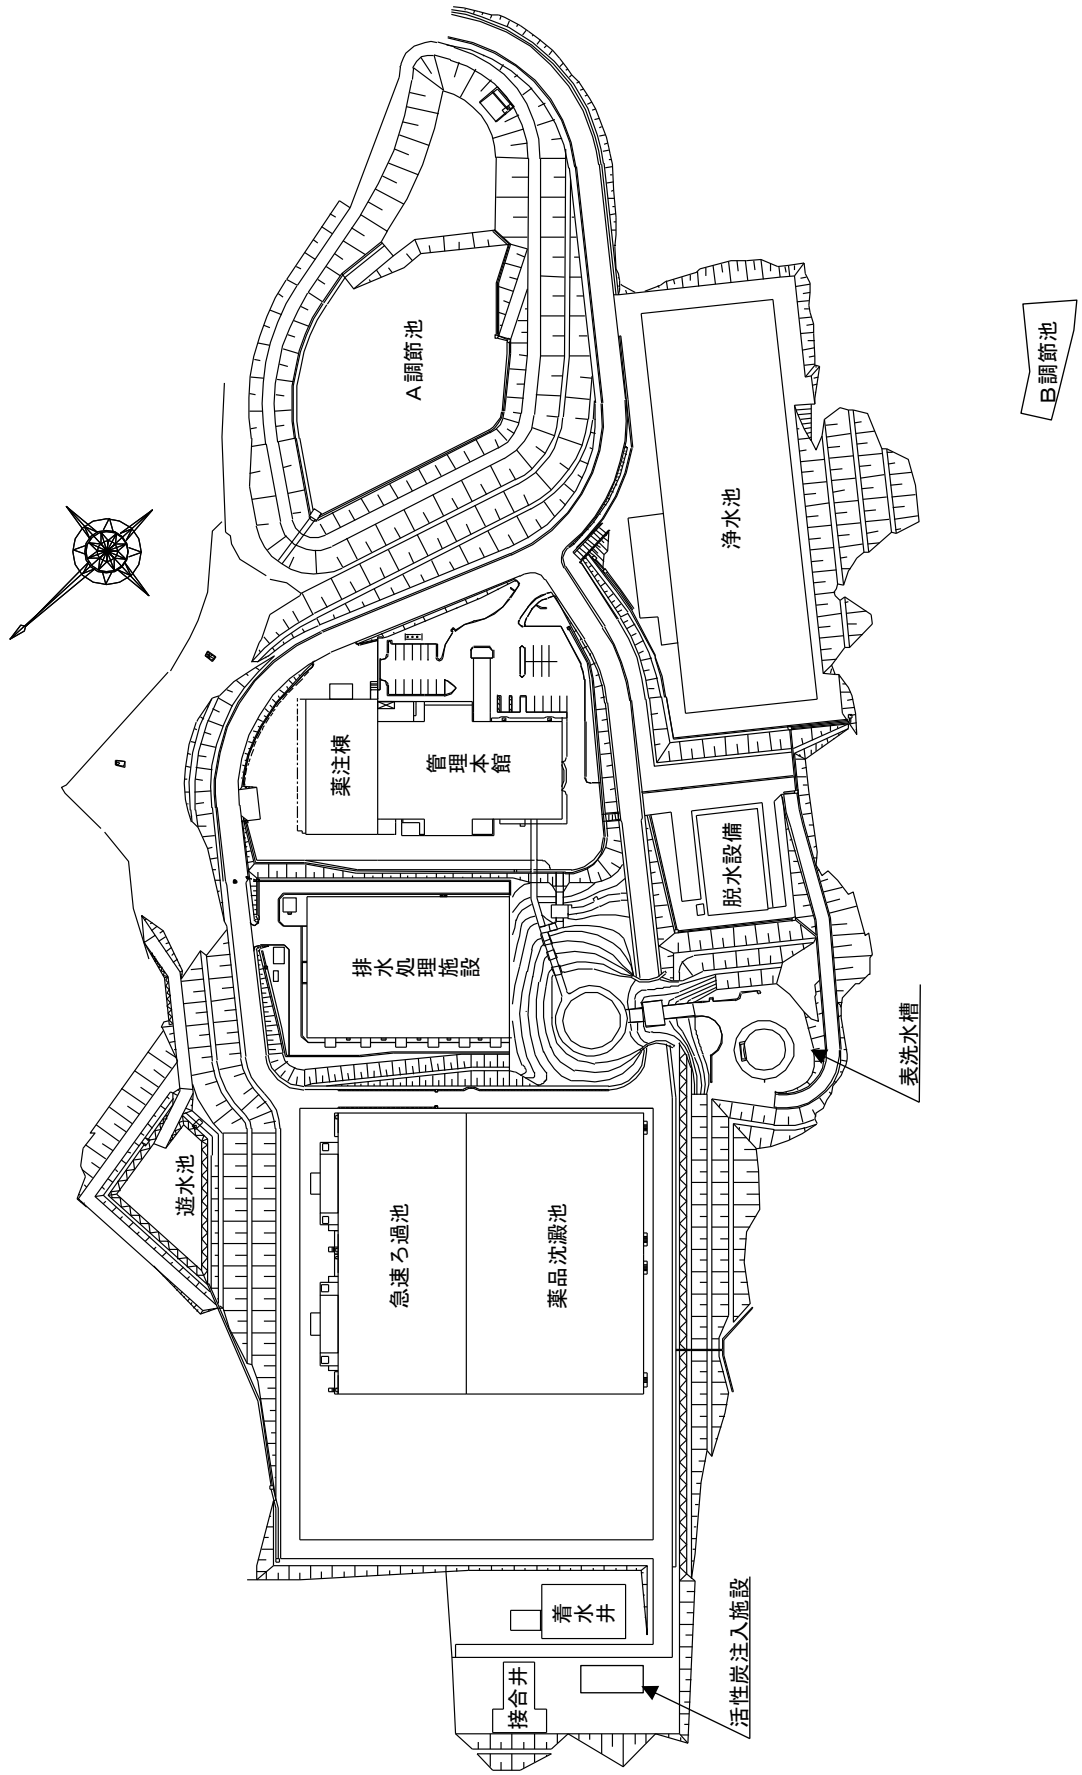 A調節池
B調節池
浄水池
薬注棟
管理本館
脱水設備
排水処理施設
表洗水槽
遊水池
急速ろ過池
薬品沈澱池
着水井
接合井
活性炭注入施設